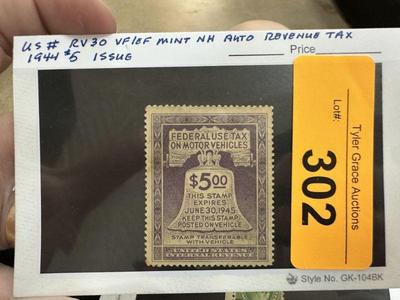 US# RV30 VF/EF MINT NH AUTO REVENUE TAX
1944 $5 ISSUE
Price
FEDERAL USE TAX
ON MOTOR VEHICLES
$5.00
THIS STAMP
EXPIRES
JUNE 30, 1945
KEEP THIS STAMP
POSTED ON VEHICLE
STAMP TRANSFERABLE
WITH VEHICLE
UNITED STATES
INTERNAL REVENUE
Tyler Grace Auctions
Lot#:
302
Style No. GK-104BK